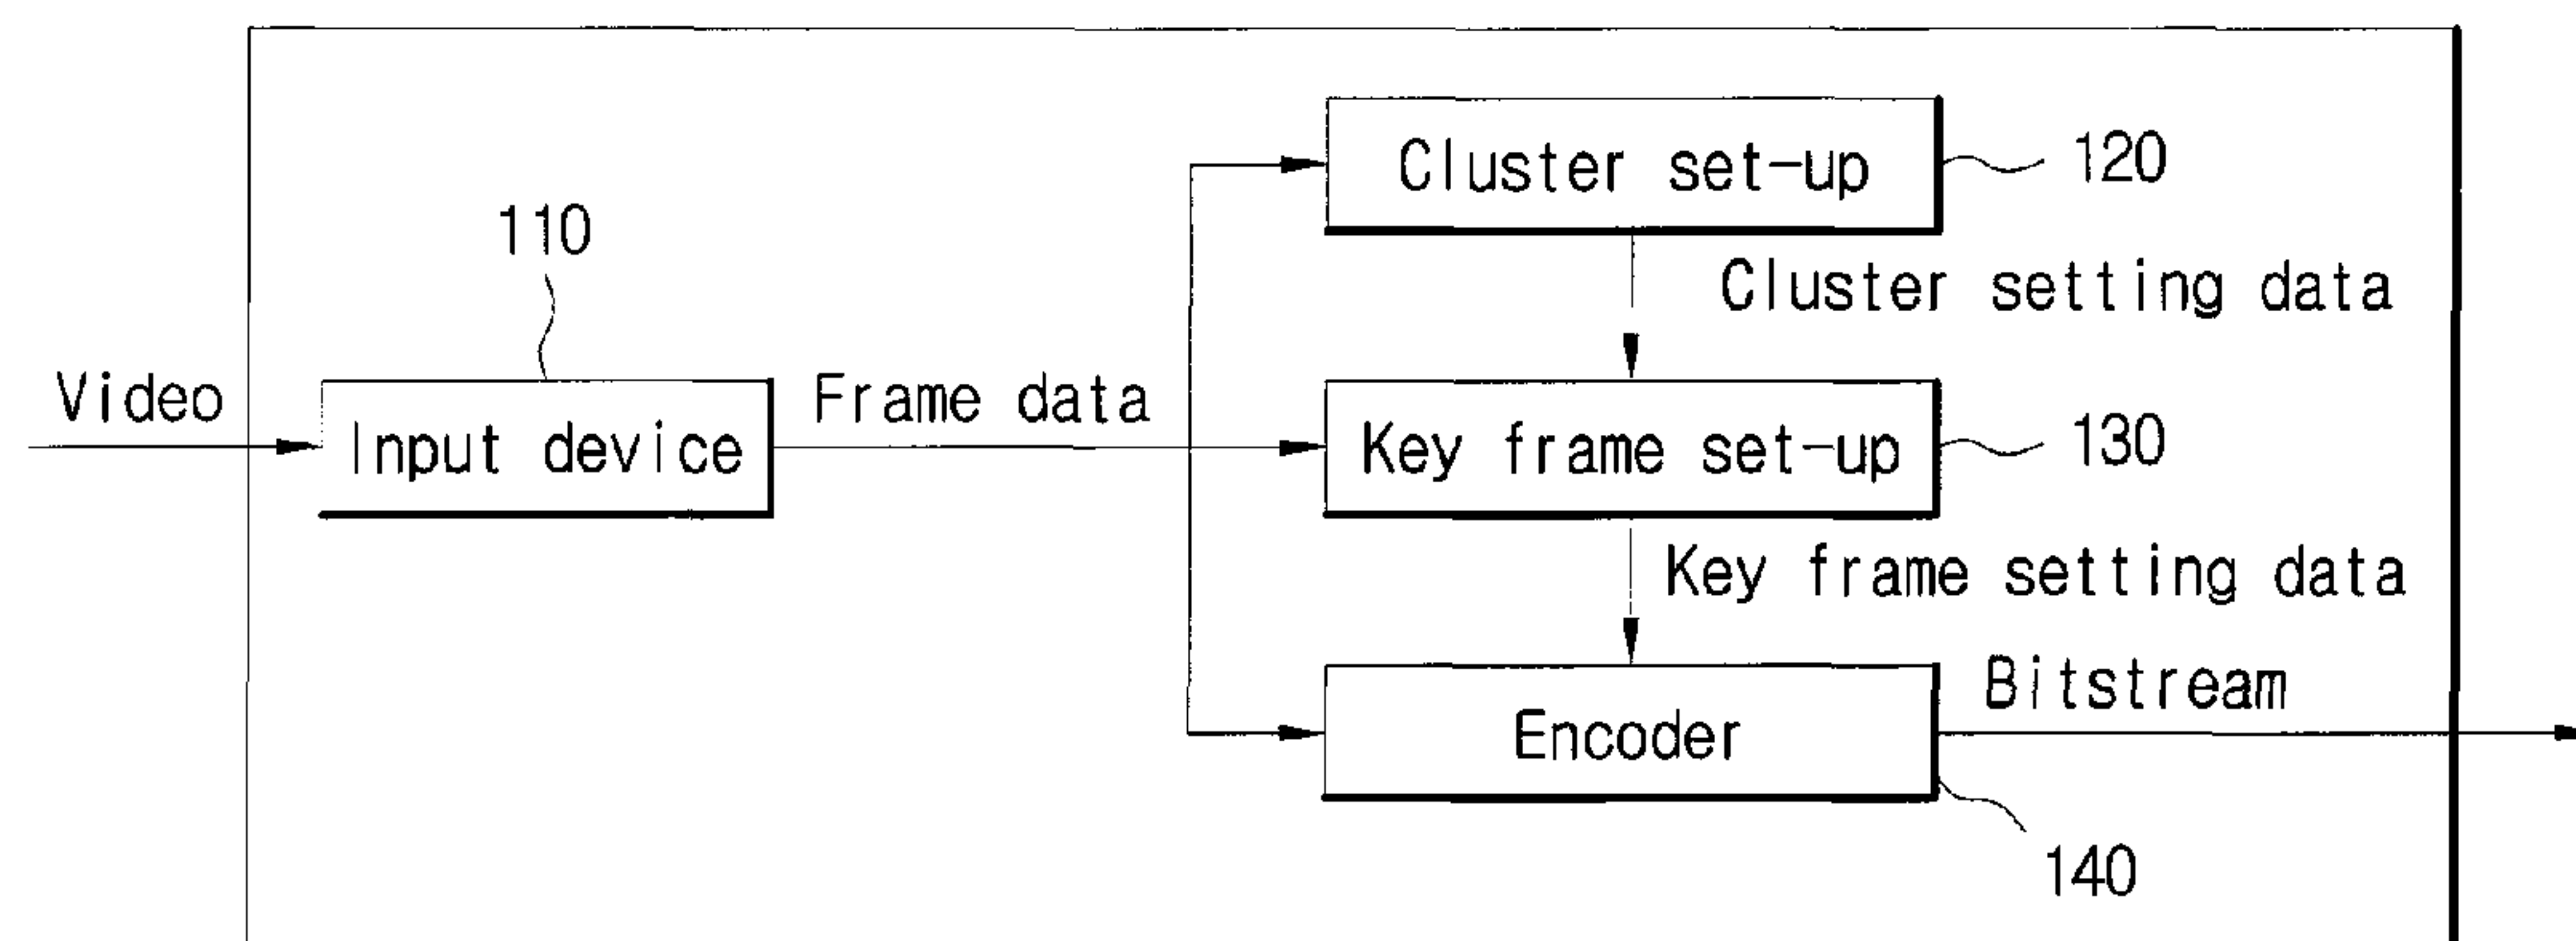 Cluster set-up
120
110
Cluster setting data
Video
Input device
Frame data
Key frame set-up
130
Key frame setting data
Bitstream
Encoder
140